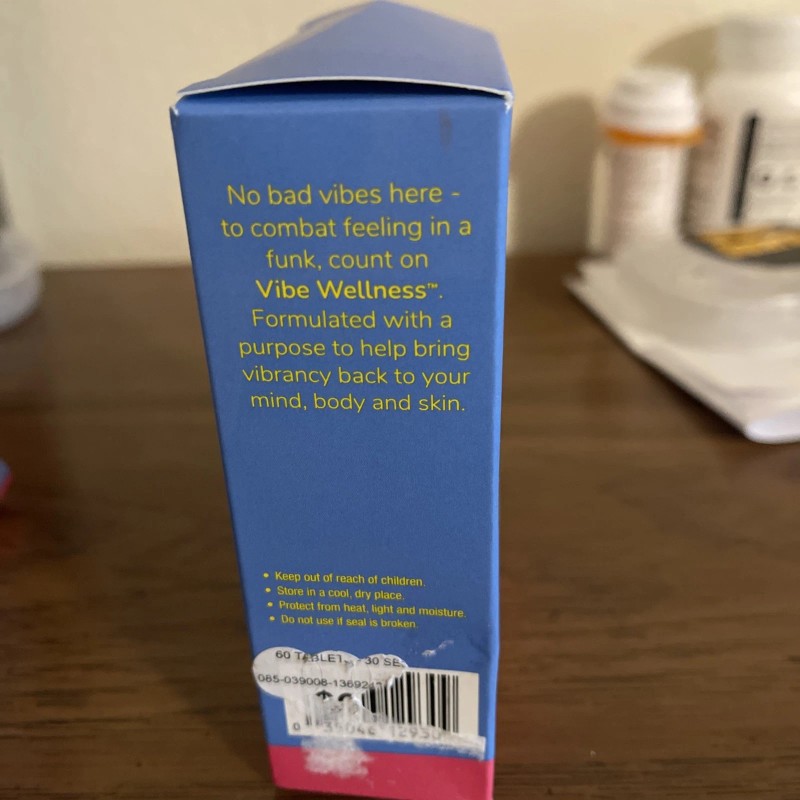 No bad vibes here -
to combat feeling in a
funk, count on
Vibe Wellness™.
Formulated with a
purpose to help bring
vibrancy back to your
mind, body and skin.
• Keep out of reach of children.
• Store in a cool, dry place.
• Protect from heat, light and moisture.
• Do not use if seal is broken.
60 30